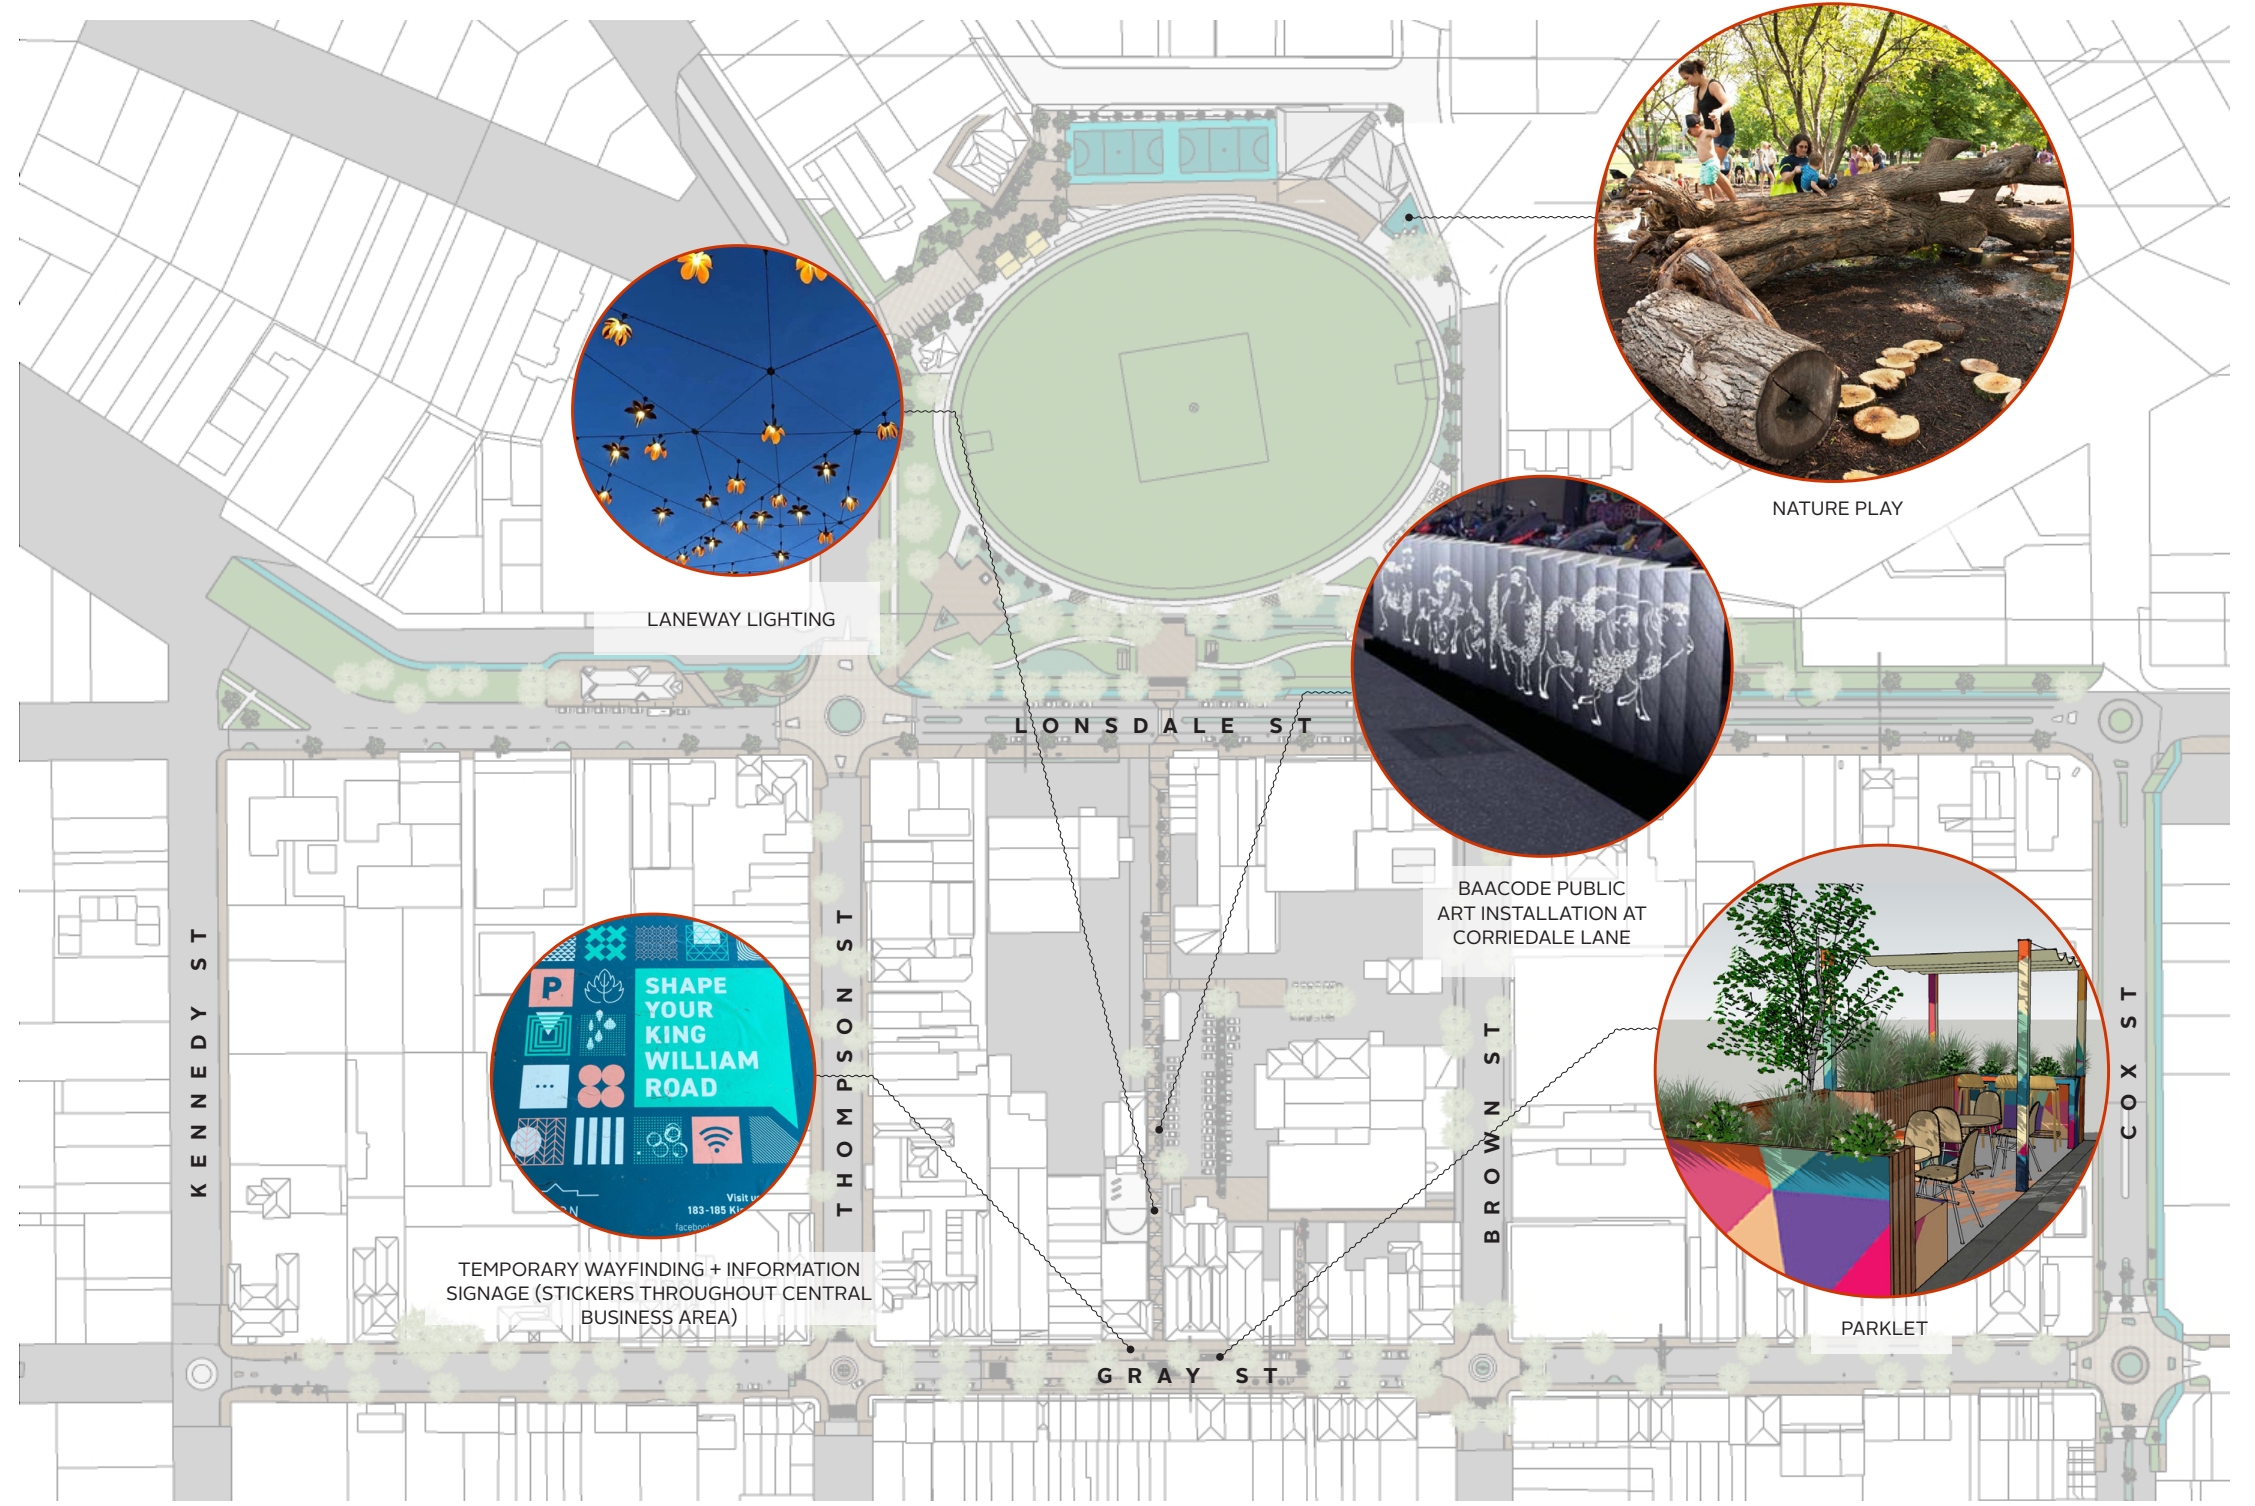 NATURE PLAY
LANEWAY LIGHTING
LONSDALE ST
BAACODE PUBLIC
ART INSTALLATION AT
CORRIEDALE LANE
KENNEDY ST
THOMPSON ST
BROWN ST
COX ST
P
SHAPE
YOUR
KING
WILLIAM
ROAD
Visit
183-185
TEMPORARY WAYFINDING + INFORMATION
SIGNAGE (STICKERS THROUGHOUT CENTRAL
BUSINESS AREA)
PARKLET
GRAY ST